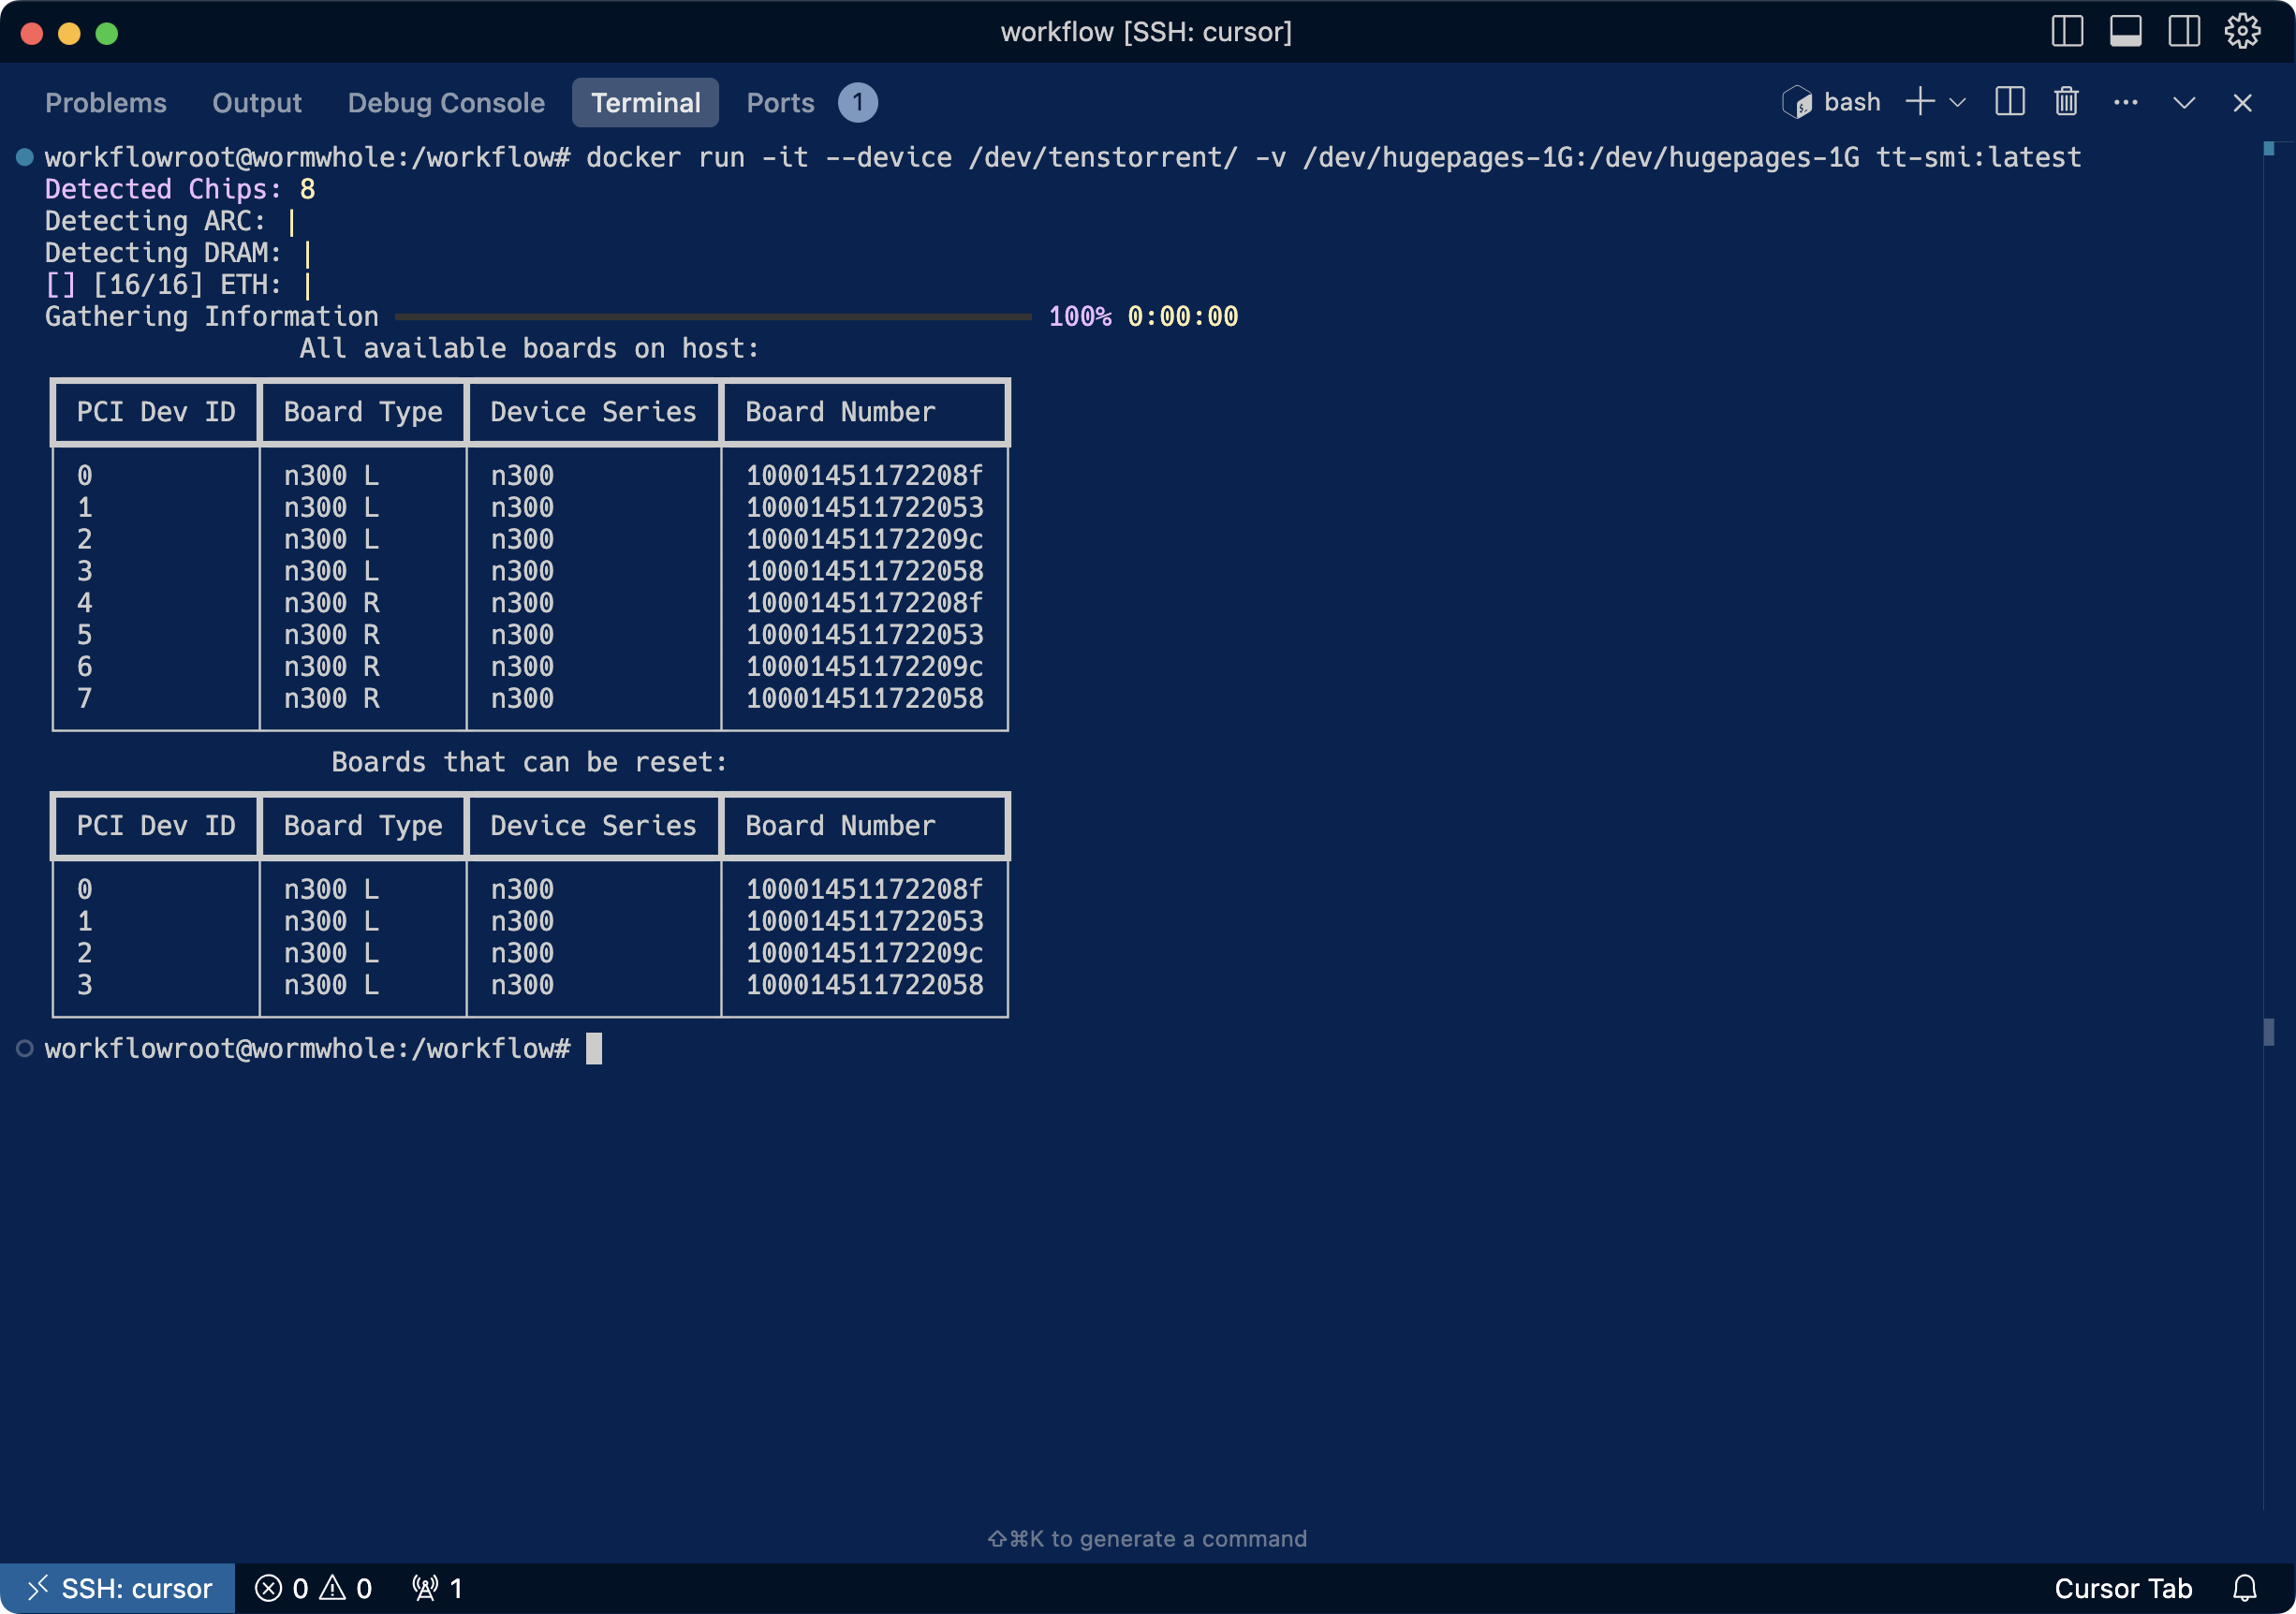 workflow [SSH: cursor]
Problems Output Debug Console Terminal Ports 1 bash
workflowroot@wormwhole:/workflow# docker run -it --device /dev/tenstorrent/ -v /dev/hugepages-1G:/dev/hugepages-1G tt-smi:latest
Detected Chips: 8
Detecting ARC: |
Detecting DRAM: |
[] [16/16] ETH: |
Gathering Information 100% 0:00:00
All available boards on host:
PCI Dev ID Board Type Device Series Board Number
0 n300 L n300 10001451172208f
1 n300 L n300 100014511722053
2 n300 L n300 10001451172209c
3 n300 L n300 100014511722058
4 n300 R n300 10001451172208f
5 n300 R n300 100014511722053
6 n300 R n300 10001451172209c
7 n300 R n300 100014511722058
Boards that can be reset:
PCI Dev ID Board Type Device Series Board Number
0 n300 L n300 10001451172208f
1 n300 L n300 100014511722053
2 n300 L n300 10001451172209c
3 n300 L n300 100014511722058
workflowroot@wormwhole:/workflow#
⇧⌘K to generate a command
SSH: cursor 0 0 1 Cursor Tab